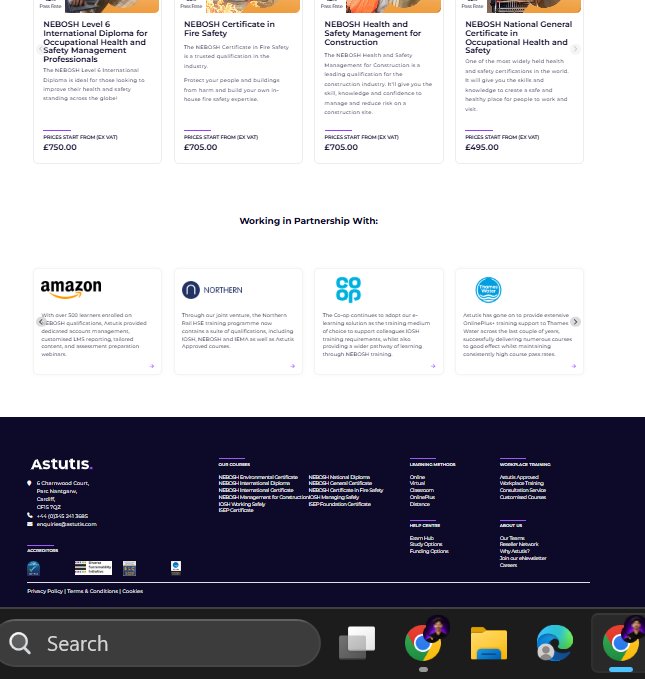 Pass Rate
Pass Rate
Pass Rate
Pass Rate
NEBOSH Level 6
International Diploma for
Occupational Health and
Safety Management
Professionals
The NEBOSH Level 6 International
Diploma is ideal for those looking to
improve their health and safety
standing across the globe!
PRICES START FROM (EX VAT)
£750.00
NEBOSH Certificate in
Fire Safety
The NEBOSH Certificate in Fire Safety
is a trusted qualification in the
industry.
Protect your people and buildings
from harm and build your own in-
house fire safety expertise.
PRICES START FROM (EX VAT)
£705.00
NEBOSH Health and
Safety Management for
Construction
The NEBOSH Health and Safety
Management for Construction is a
leading qualification for the
construction industry. It'll give you the
skill, knowledge and confidence to
manage and reduce risk on a
construction site.
PRICES START FROM (EX VAT)
£705.00
NEBOSH National General
Certificate in
Occupational Health and
Safety
One of the most widely held health
and safety certifications in the world.
It will give you the skills and
knowledge to create a safe and
healthy place for people to work and
visit.
PRICES START FROM (EX VAT)
£495.00
Working in Partnership With:
amazon
With over 500 learners enrolled on
NEBOSH qualifications, Astutis provided
dedicated account management,
customised LMS reporting, tailored
content, and assessment preparation
webinars.
NORTHERN
Through our joint venture, the Northern
Rail HSE training programme now
contains a suite of qualifications, including
IOSH, NEBOSH and IEMA as well as Astutis
Approved courses.
CO
OP
The Co-op continues to adopt our e-
learning solution as the training medium
of choice to support colleagues IOSH
training requirements, whilst also
providing a wider pathway of learning
through NEBOSH training.
Thames
Water
Astutis has gone on to provide extensive
OnlinePlus+ training support to Thames
Water across the last couple of years,
successfully delivering numerous courses
to good effect whilst maintaining
consistently high course pass rates.
Astutis.
6 Charnwood Court,
Parc Nantgarw,
Cardiff,
CF15 7QZ
+44 (0)345 241 3685
enquiries@astutis.com
ACCREDITORS
OUR COURSES
NEBOSH Environmental Certificate
NEBOSH International Diploma
NEBOSH International Certificate
NEBOSH Management for Construction
IOSH Working Safely
ISEP Certificate
NEBOSH National Diploma
NEBOSH General Certificate
NEBOSH Certificate in Fire Safety
IOSH Managing Safely
ISEP Foundation Certificate
LEARNING METHODS
Online
Virtual
Classroom
OnlinePlus
Distance
WORKPLACE TRAINING
Astutis Approved
Workplace Training
Consultation Service
Customised Courses
HELP CENTRE
Exam Hub
Study Options
Funding Options
ABOUT US
Our Teams
Reseller Network
Why Astutis?
Join our eNewsletter
Careers
Privacy Policy | Terms & Conditions | Cookies
Search